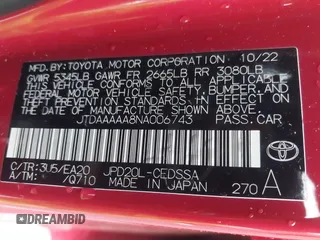 MFD.BY: TOYOTA MOTOR CORPORATION 10/22
GVWR 5345LB GAWR FR 2665LB RR 3080LB
THIS VEHICLE CONFORMS TO ALL APPLICABLE
FEDERAL MOTOR VEHICLE SAFETY, BUMPER, AND
THEFT PREVENTION STANDARDS IN EFFECT ON
THE DATE OF MANUFACTURE SHOWN ABOVE.
JTDAAAAA8NA006743 PASS.CAR
C/TR: 3U5/EA20 JPD20L-CEDSSA
A/TM: /Q710 MADE IN JAPAN 270 A
TOYOTA
DREAMBID